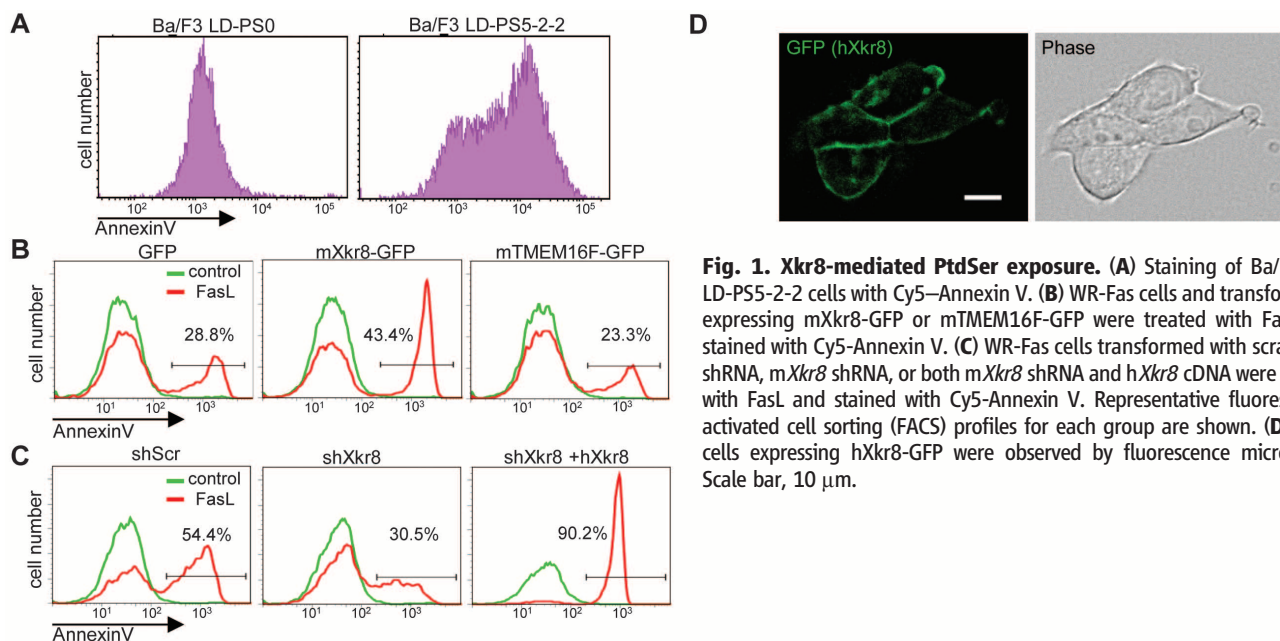 A
Ba/F3 LD-PS0
Ba/F3 LD-PS5-2-2
cell number
10² 10³ 10⁴ 10⁵
10² 10³ 10⁴ 10⁵
AnnexinV
B
GFP
mXkr8-GFP
mTMEM16F-GFP
cell number
control
FasL
28.8%
control
FasL
43.4%
control
FasL
23.3%
10¹ 10² 10³
10¹ 10² 10³
10¹ 10² 10³
AnnexinV
C
shScr
shXkr8
shXkr8 +hXkr8
cell number
control
FasL
54.4%
30.5%
90.2%
10¹ 10² 10³
10¹ 10² 10³
10¹ 10² 10³
AnnexinV
D
GFP (hXkr8)
Phase
Fig. 1. Xkr8-mediated PtdSer exposure. (A) Staining of Ba/
LD-PS5-2-2 cells with Cy5–Annexin V. (B) WR-Fas cells and transfo
expressing mXkr8-GFP or mTMEM16F-GFP were treated with Fa
stained with Cy5-Annexin V. (C) WR-Fas cells transformed with scra
shRNA, mXkr8 shRNA, or both mXkr8 shRNA and hXkr8 cDNA were
with FasL and stained with Cy5-Annexin V. Representative fluores
activated cell sorting (FACS) profiles for each group are shown. (D
cells expressing hXkr8-GFP were observed by fluorescence micro
Scale bar, 10 μm.